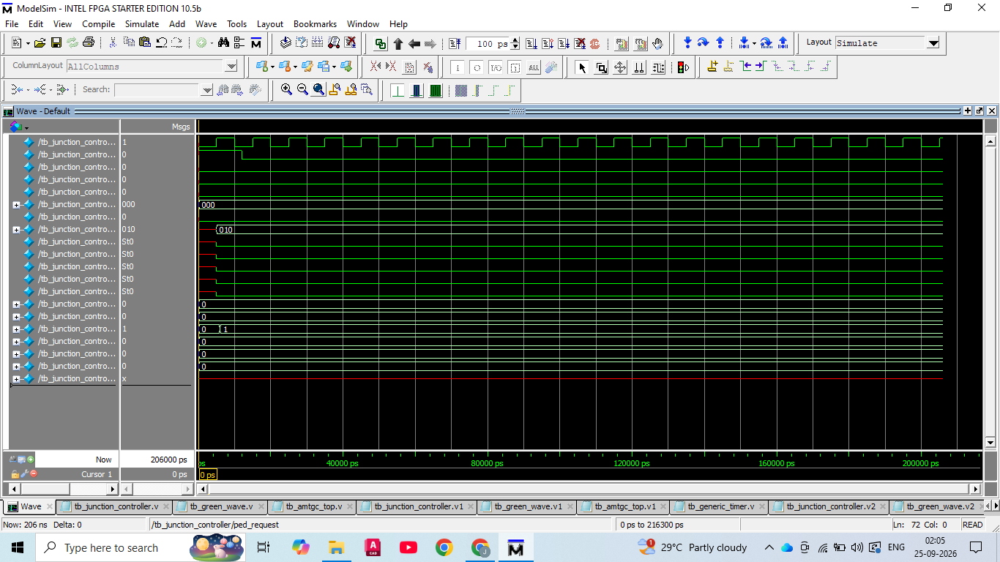 ModelSim - INTEL FPGA STARTER EDITION 10.5b
File Edit View Compile Simulate Add Wave Tools Layout Bookmarks Window Help
100 ps
Layout Simulate
ColumnLayout AllColumns
Search:
Wave - Default
Msgs
/tb_junction_contro... 1
/tb_junction_contro... 0
/tb_junction_contro... 0
/tb_junction_contro... 0
/tb_junction_contro... 0
/tb_junction_contro... 000 000
/tb_junction_contro... 0
/tb_junction_contro... 010 010
/tb_junction_contro... St0
/tb_junction_contro... St0
/tb_junction_contro... St0
/tb_junction_contro... St0
/tb_junction_contro... St0
/tb_junction_contro... 0 0
/tb_junction_contro... 0 0
/tb_junction_contro... 1 0 1
/tb_junction_contro... 0 0
/tb_junction_contro... 0 0
/tb_junction_contro... 0 0
/tb_junction_contro... x
Now 206000 ps ps 40000 ps 80000 ps 120000 ps 160000 ps 200000 ps
Cursor 1 0 ps 0 ps
Wave tb_junction_controller.v tb_green_wave.v tb_amtgc_top.v tb_junction_controller.v1 tb_green_wave.v1 tb_amtgc_top.v1 tb_generic_timer.v tb_junction_controller.v2 tb_green_wave.v2
Now: 206 ns Delta: 0 /tb_junction_controller/ped_request 0 ps to 216300 ps Ln: 72 Col: 0 READ
Type here to search 29°C Partly cloudy ENG 02:05
25-09-2026